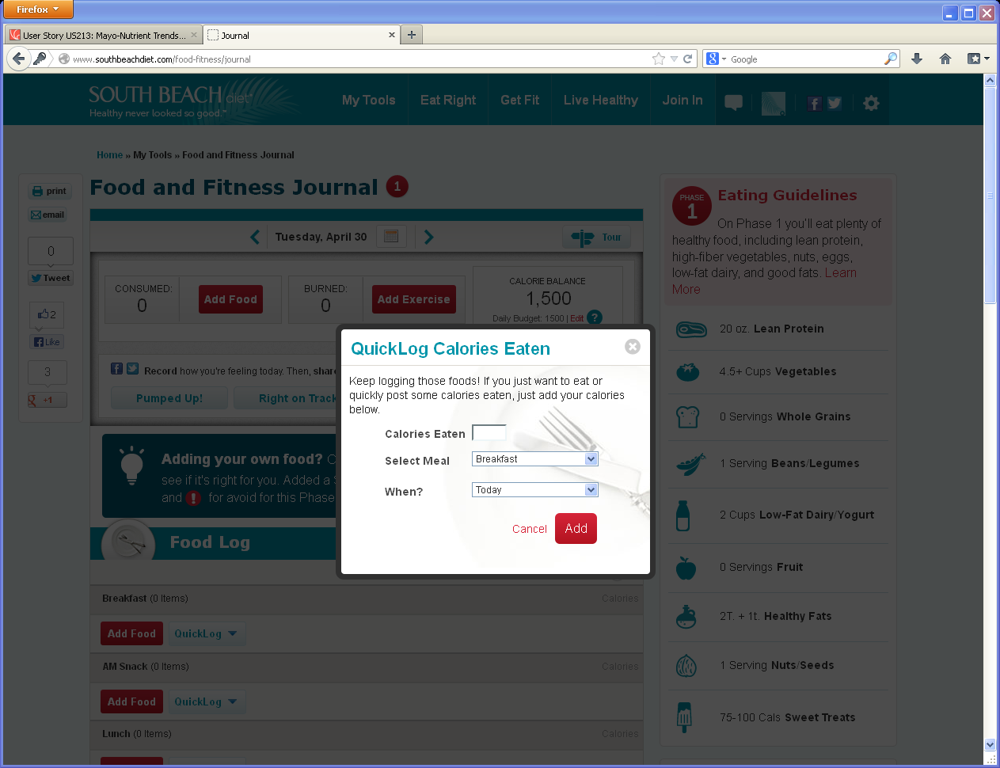 Firefox
User Story US213: Mayo-Nutrient Trends...
Journal
www.southbeachdiet.com/food-fitness/journal
Google
SOUTH BEACH diet
Healthy never looked so good.™
My Tools
Eat Right
Get Fit
Live Healthy
Join In
Home » My Tools » Food and Fitness Journal
print
email
0
Tweet
2
Like
3
+1
Food and Fitness Journal 1
Tuesday, April 30
Tour
CONSUMED:
0
Add Food
BURNED:
0
Add Exercise
CALORIE BALANCE
1,500
Daily Budget: 1500 | Edit ?
Record how you're feeling today. Then, share
Pumped Up!
Right on Track
Adding your own food?
see if it's right for you. Added a
and ! for avoid for this Phase
Food Log
Breakfast (0 Items)
Calories
Add Food
QuickLog
AM Snack (0 Items)
Calories
Add Food
QuickLog
Lunch (0 Items)
Calories
QuickLog Calories Eaten
Keep logging those foods! If you just want to eat or
quickly post some calories eaten, just add your calories
below.
Calories Eaten
Select Meal
Breakfast
When?
Today
Cancel
Add
PHASE
1
Eating Guidelines
On Phase 1 you'll eat plenty of
healthy food, including lean protein,
high-fiber vegetables, nuts, eggs,
low-fat dairy, and good fats. Learn
More
20 oz. Lean Protein
4.5+ Cups Vegetables
0 Servings Whole Grains
1 Serving Beans/Legumes
2 Cups Low-Fat Dairy/Yogurt
0 Servings Fruit
2T. + 1t. Healthy Fats
1 Serving Nuts/Seeds
75-100 Cals Sweet Treats